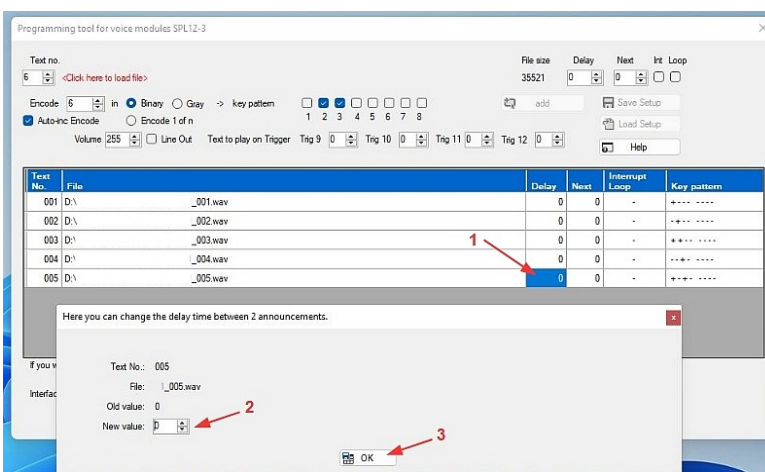 Programming tool for voice modules SPL12-3
Text no. File size Delay Next Int Loop
6 <Click here to load file> 35521 0 0
Encode 6 in Binary Gray -> key pattern add Save Setup
Auto-inc Encode Encode 1 of n 1 2 3 4 5 6 7 8 Load Setup
Volume 255 Line Out Text to play on Trigger Trig 9 0 Trig 10 0 Trig 11 0 Trig 12 0 Help
Text No. File Delay Next Interrupt Loop Key pattern
001 D:\ _001.wav 0 0 - +--- ----
002 D:\ _002.wav 0 0 - -+-- ----
003 D:\ _003.wav 0 0 - ++-- ----
004 D:\ _004.wav 0 0 - --+- ----
005 D:\ _005.wav 0 0 - +-+- ----
1
Here you can change the delay time between 2 announcements. x
If you w
Text No.: 005
File: _005.wav
Interfac
Old value: 0
2
New value: 0
3
OK